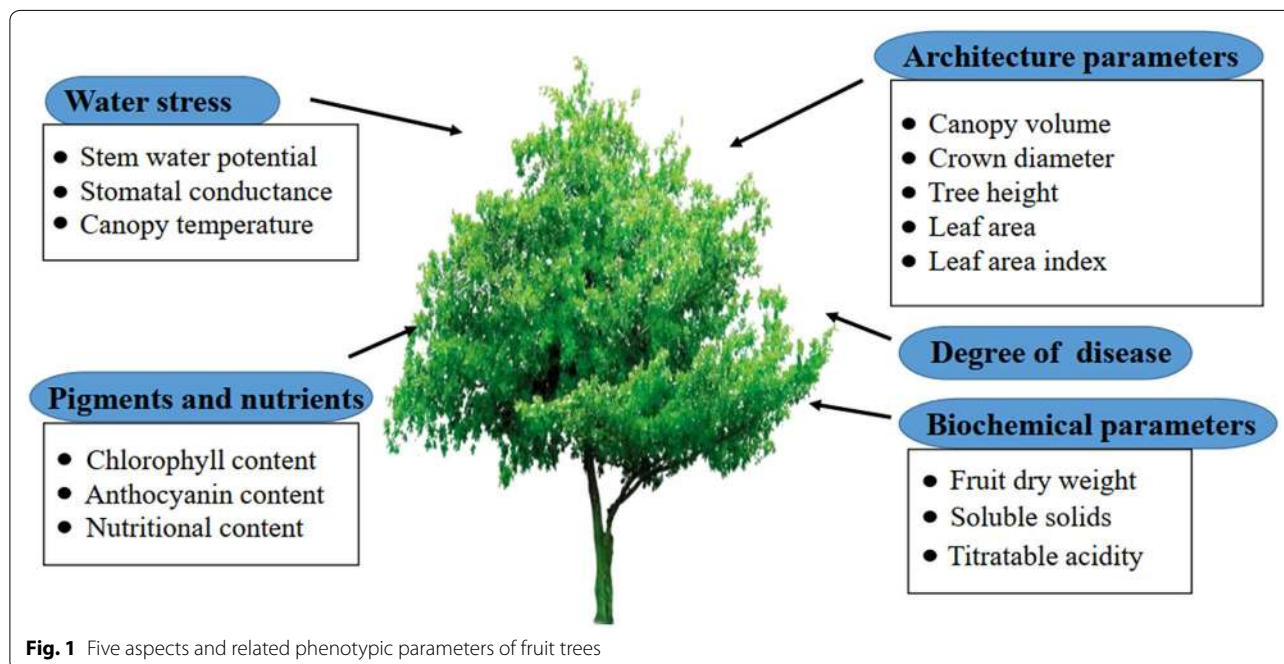 Water stress
• Stem water potential
• Stomatal conductance
• Canopy temperature
Pigments and nutrients
• Chlorophyll content
• Anthocyanin content
• Nutritional content
Architecture parameters
• Canopy volume
• Crown diameter
• Tree height
• Leaf area
• Leaf area index
Degree of disease
Biochemical parameters
• Fruit dry weight
• Soluble solids
• Titratable acidity
Fig. 1 Five aspects and related phenotypic parameters of fruit trees